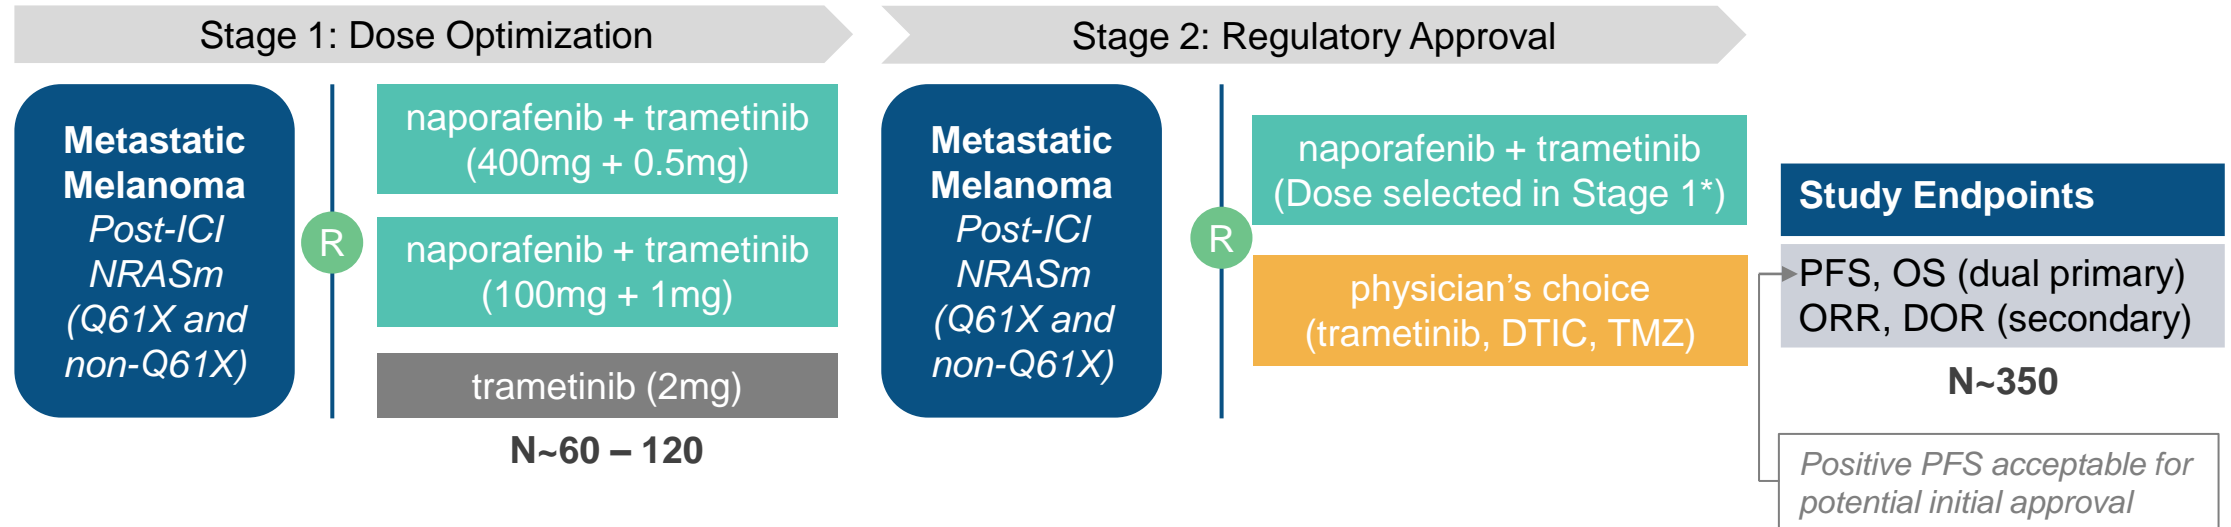 Stage 1: Dose Optimization
Metastatic
Melanoma
Post-ICI
NRASm
(Q61X and
non-Q61X)
R
naporafenib + trametinib
(400mg + 0.5mg)
naporafenib + trametinib
(100mg + 1mg)
trametinib (2mg)
N~60 – 120
Stage 2: Regulatory Approval
Metastatic
Melanoma
Post-ICI
NRASm
(Q61X and
non-Q61X)
R
naporafenib + trametinib
(Dose selected in Stage 1*)
physician’s choice
(trametinib, DTIC, TMZ)
Study Endpoints
PFS, OS (dual primary)
ORR, DOR (secondary)
N~350
Positive PFS acceptable for
potential initial approval